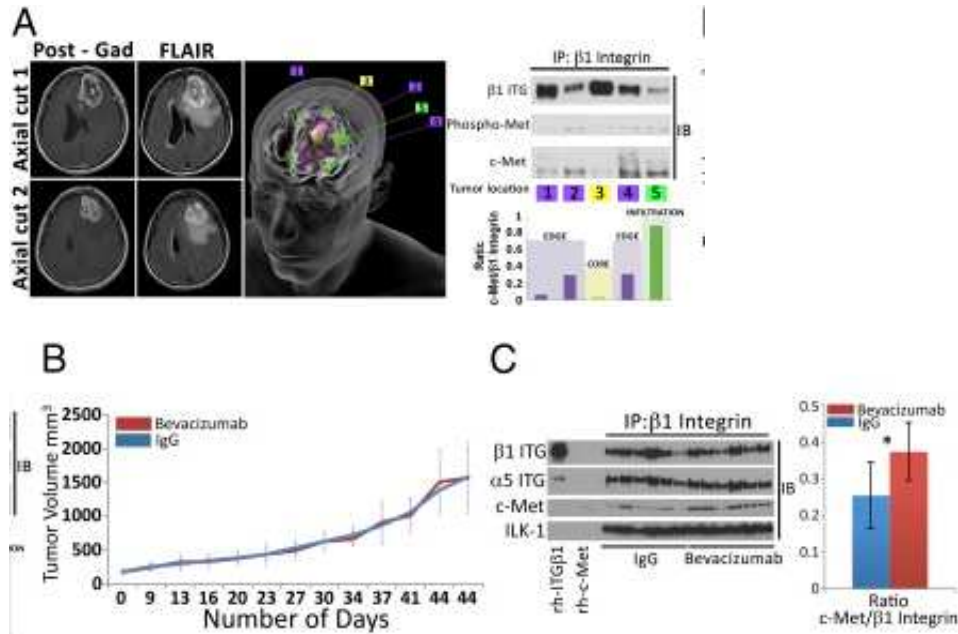 A
Post - Gad FLAIR
Axial cut 1
Axial cut 2
IP: β1 Integrin
β1 ITG
Phospho-Met
c-Met
IB
Tumor location
1 2 3 4 5
INFILTRATION
EDGE
CORE
EDGE
Ratio
c-Met/β1 Integrin
1
0.8
0.6
0.4
0.2
0
B
IB
Tumor Volume mm³
2500
2000
1500
1000
500
0
Bevacizumab
IgG
0 9 13 16 20 23 27 30 34 37 41 44 44
Number of Days
C
IP:β1 Integrin
β1 ITG
α5 ITG
c-Met
ILK-1
IB
rh-ITGβ1
rh-c-Met
IgG
Bevacizumab
0.5
0.4
0.3
0.2
0.1
0
Bevacizumab
IgG
*
Ratio
c-Met/β1 Integrin